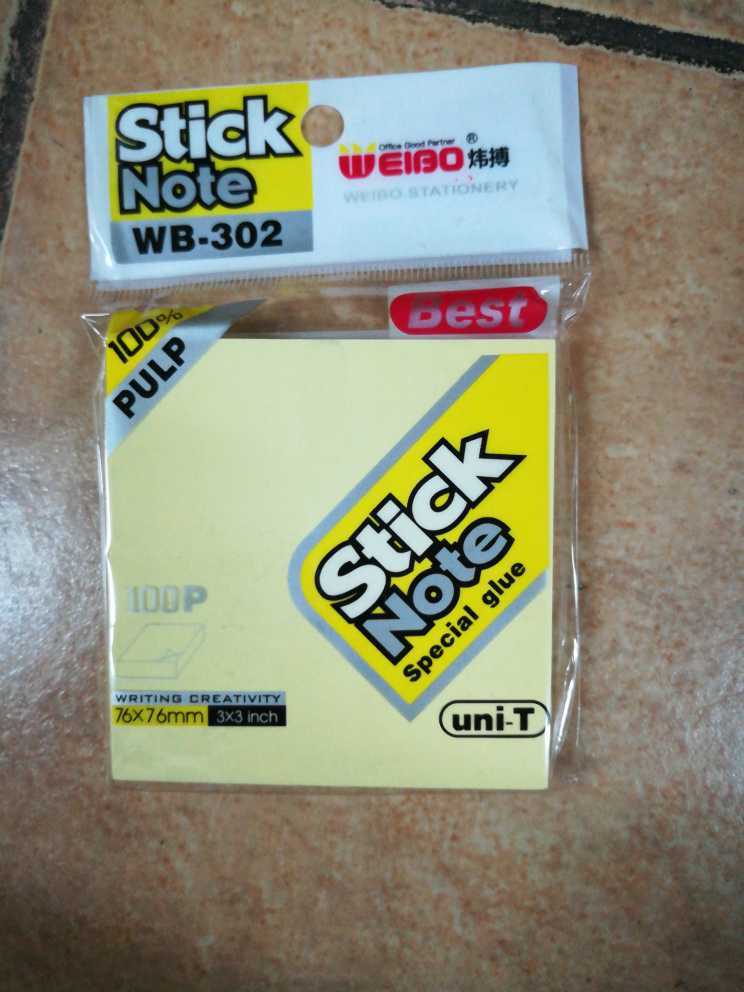 Stick
Note
WB-302
Office Good Partner
WEIBO® 炜搏
WEIBO STATIONERY
Best
100%
PULP
Stick
Note
Special glue
100P
WRITING CREATIVITY
76X76mm 3X3 inch
uni-T